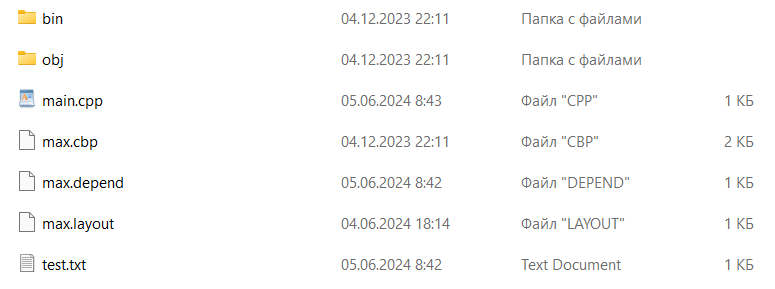 bin 04.12.2023 22:11 Папка с файлами
obj 04.12.2023 22:11 Папка с файлами
main.cpp 05.06.2024 8:43 Файл "CPP" 1 КБ
max.cbp 04.12.2023 22:11 Файл "CBP" 2 КБ
max.depend 05.06.2024 8:42 Файл "DEPEND" 1 КБ
max.layout 04.06.2024 18:14 Файл "LAYOUT" 1 КБ
test.txt 05.06.2024 8:42 Text Document 1 КБ